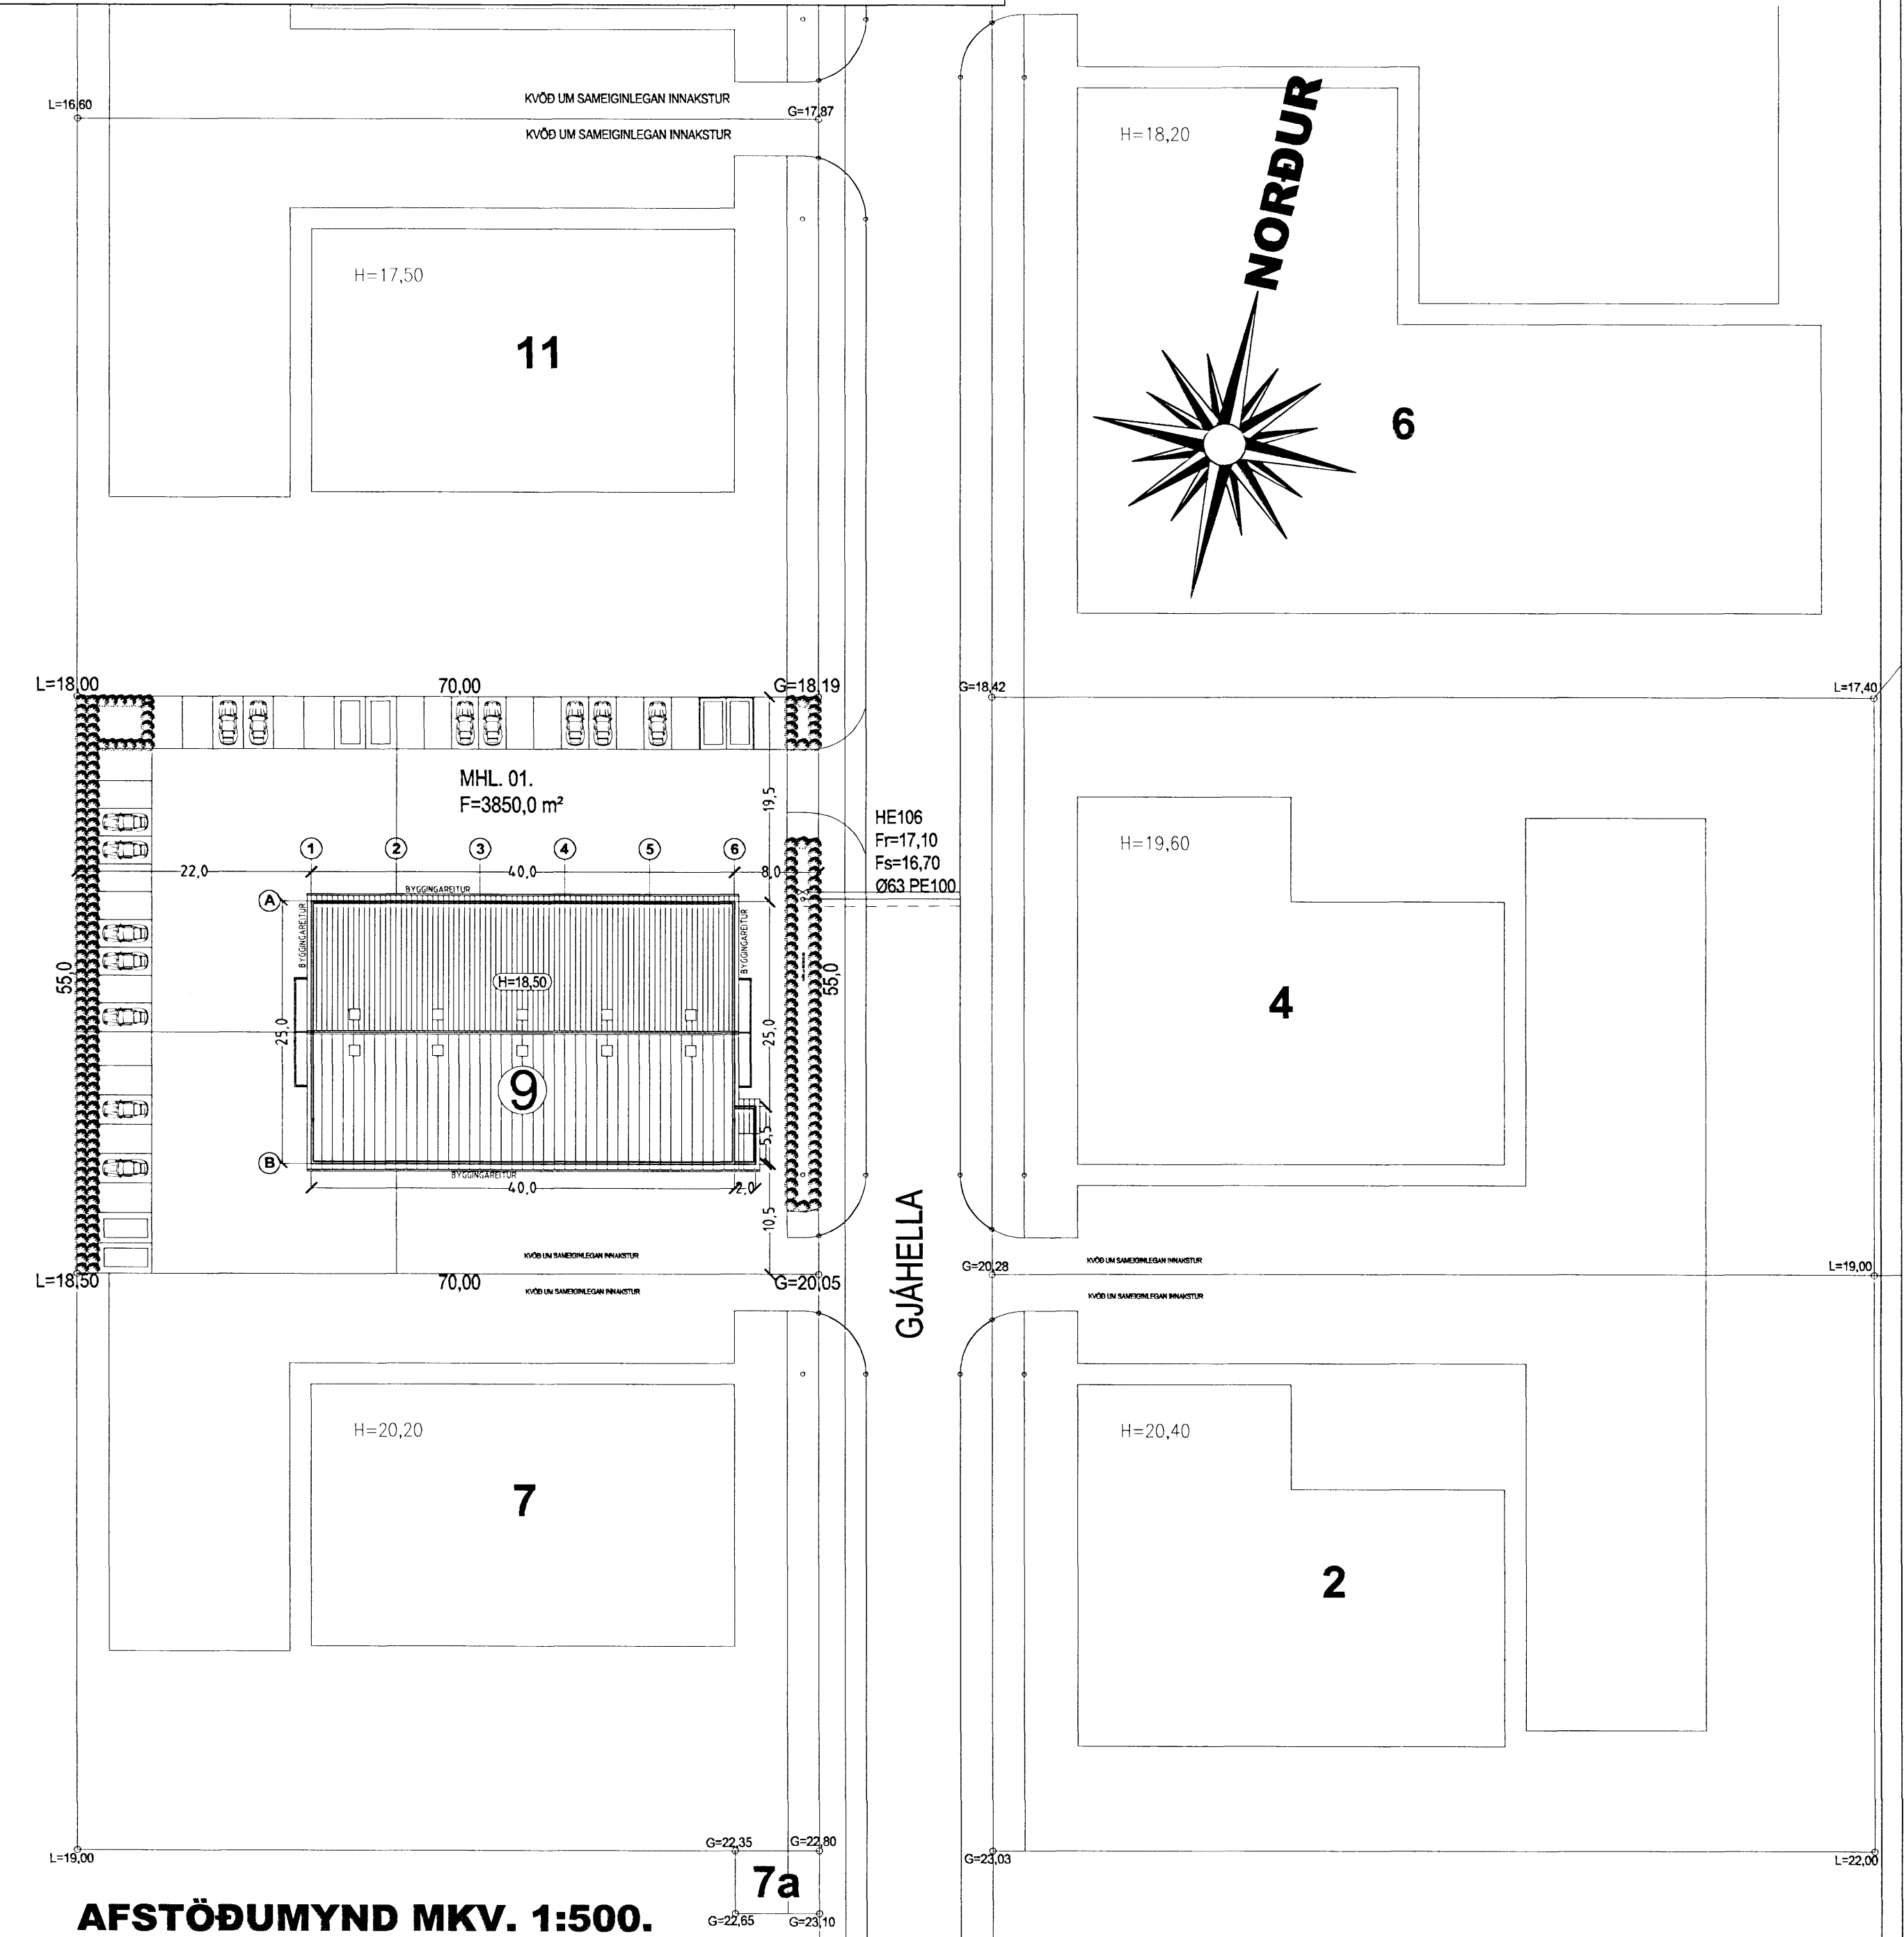 L=16,60
KVÖÐ UM SAMEIGINLEGAN INNAKSTUR
G=17,87
KVÖÐ UM SAMEIGINLEGAN INNAKSTUR
H=18,20
NORÐUR
H=17,50
11
6
L=18,00
70,00
G=18,19
G=18,42
L=17,40
MHL. 01.
F=3850,0 m²
19,5
HE106
Fr=17,10
Fs=16,70
Ø63 PE100
H=19,60
1
2
3
4
5
6
22,0
40,0
8,0
BYGGINGAREITUR
A
BYGGINGAREITUR
BYGGINGAREITUR
55,0
H=18,50
55,0
4
25,0
25,0
9
5,5
B
BYGGINGAREITUR
40,0
2,0
10,5
GJÁHELLA
KVÖÐ UM SAMEIGINLEGAN INNAKSTUR
L=18,50
70,00
G=20,05
G=20,28
KVÖÐ UM SAMEIGINLEGAN INNAKSTUR
L=19,00
KVÖÐ UM SAMEIGINLEGAN INNAKSTUR
KVÖÐ UM SAMEIGINLEGAN INNAKSTUR
H=20,20
H=20,40
7
2
L=19,00
G=22,35
G=22,80
G=23,03
L=22,00
7a
AFSTÖÐUMYND MKV. 1:500.
G=22,65
G=23,10